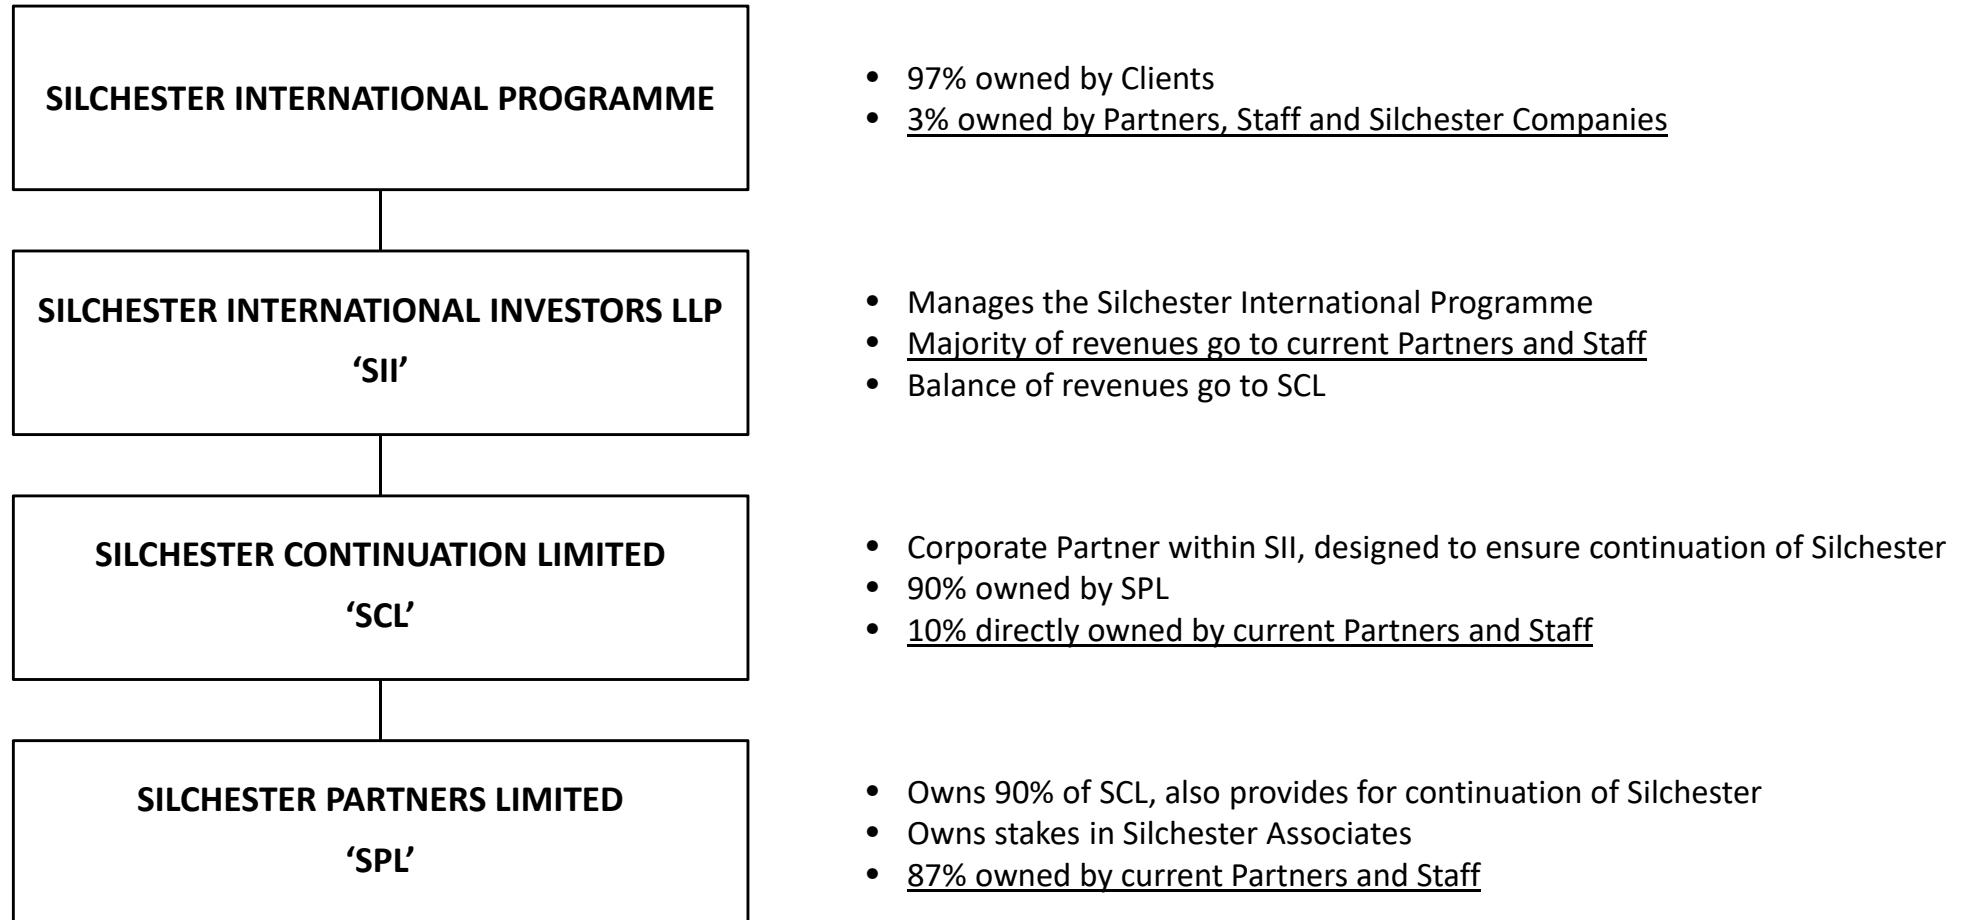 SILCHESTER INTERNATIONAL PROGRAMME
• 97% owned by Clients
• 3% owned by Partners, Staff and Silchester Companies
SILCHESTER INTERNATIONAL INVESTORS LLP
‘SII’
• Manages the Silchester International Programme
• Majority of revenues go to current Partners and Staff
• Balance of revenues go to SCL
SILCHESTER CONTINUATION LIMITED
‘SCL’
• Corporate Partner within SII, designed to ensure continuation of Silchester
• 90% owned by SPL
• 10% directly owned by current Partners and Staff
SILCHESTER PARTNERS LIMITED
‘SPL’
• Owns 90% of SCL, also provides for continuation of Silchester
• Owns stakes in Silchester Associates
• 87% owned by current Partners and Staff